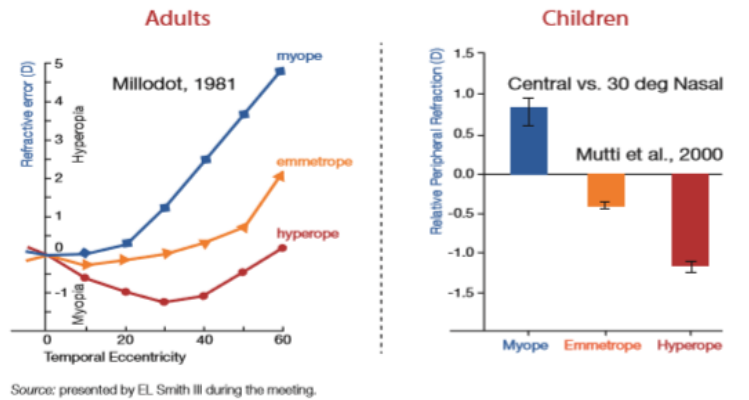 Adults
Refractive error (D)
Hyperopia
Myopia
5
4
3
2
1
0
-1
Millodot, 1981
myope
emmetrope
hyperope
0 20 40 60
Temporal Eccentricity
Children
Relative Peripheral Refraction (D)
1.5
1.0
0.5
0.0
-0.5
-1.0
-1.5
Central vs. 30 deg Nasal
Mutti et al., 2000
Myope Emmetrope Hyperope
Source: presented by EL Smith III during the meeting.